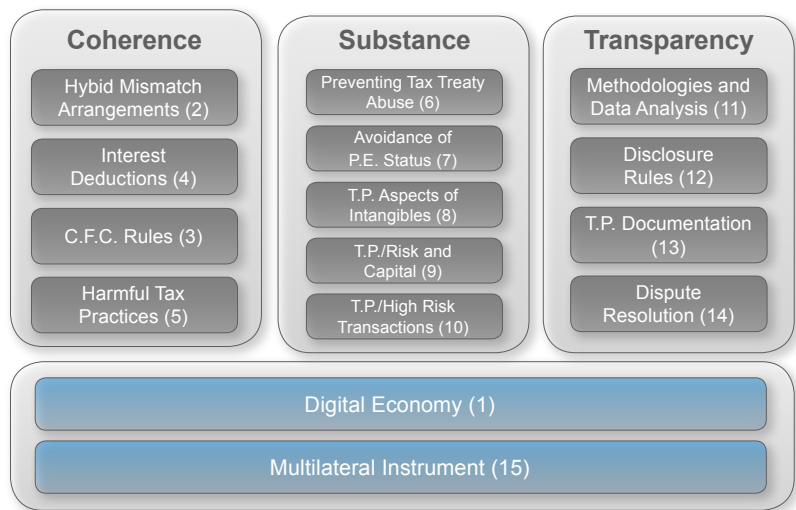 Coherence
Hybid Mismatch
Arrangements (2)
Interest
Deductions (4)
C.F.C. Rules (3)
Harmful Tax
Practices (5)
Substance
Preventing Tax Treaty
Abuse (6)
Avoidance of
P.E. Status (7)
T.P. Aspects of
Intangibles (8)
T.P./Risk and
Capital (9)
T.P./High Risk
Transactions (10)
Transparency
Methodologies and
Data Analysis (11)
Disclosure
Rules (12)
T.P. Documentation
(13)
Dispute
Resolution (14)
Digital Economy (1)
Multilateral Instrument (15)